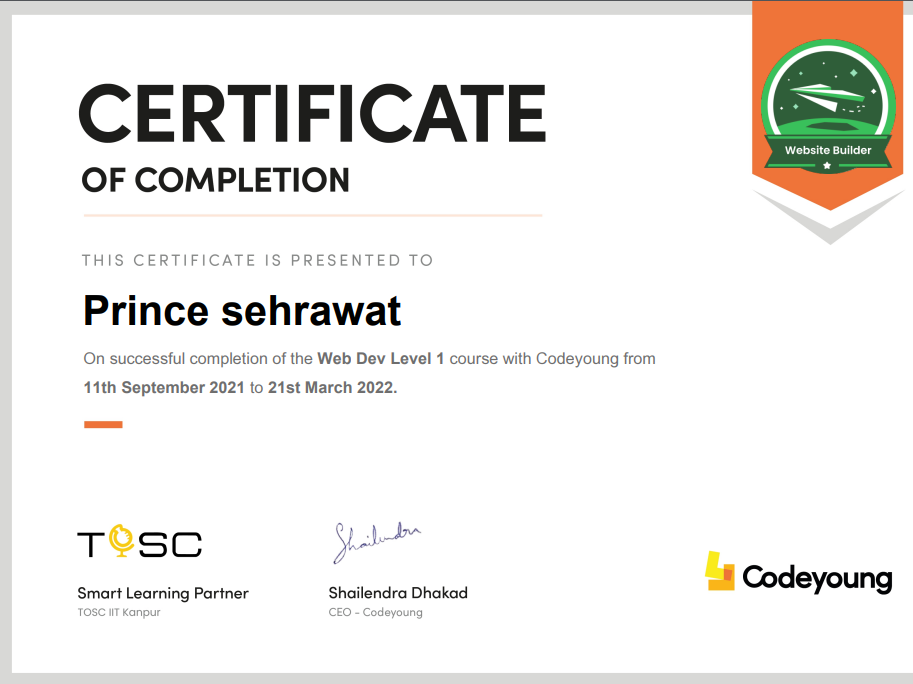 CERTIFICATE
OF COMPLETION
Website Builder
THIS CERTIFICATE IS PRESENTED TO
Prince sehrawat
On successful completion of the Web Dev Level 1 course with Codeyoung from
11th September 2021 to 21st March 2022.
TOSC
Shailendra
Codeyoung
Smart Learning Partner
TOSC IIT Kanpur
Shailendra Dhakad
CEO - Codeyoung